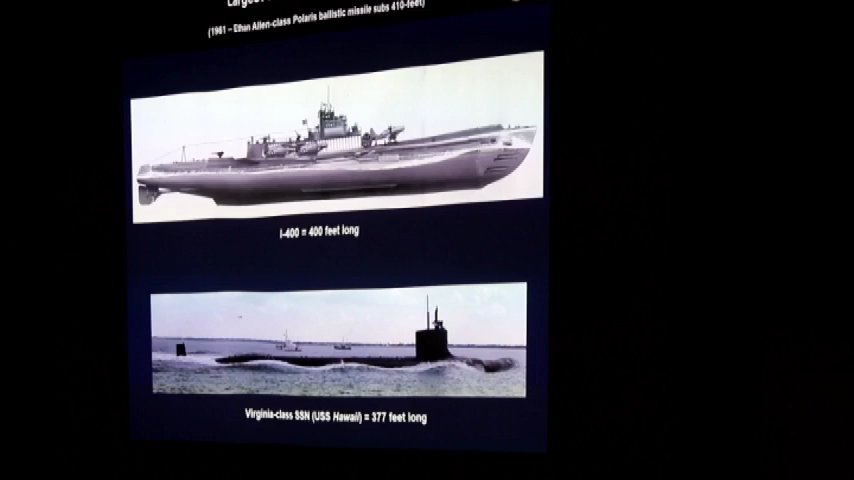 Largest
(1961 – Ethan Allen-class Polaris ballistic missile subs 410-feet)
I-400 = 400 feet long
Virginia-class SSN (USS Hawaii) = 377 feet long